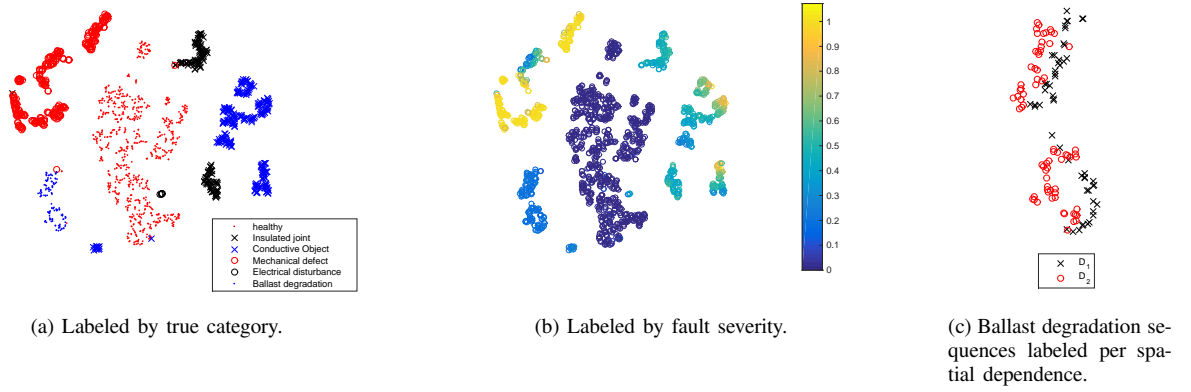 healthy
Insulated joint
Conductive Object
Mechanical defect
Electrical disturbance
Ballast degradation
(a) Labeled by true category.
1
0.9
0.8
0.7
0.6
0.5
0.4
0.3
0.2
0.1
0
(b) Labeled by fault severity.
D1
D2
(c) Ballast degradation se-
quences labeled per spa-
tial dependence.